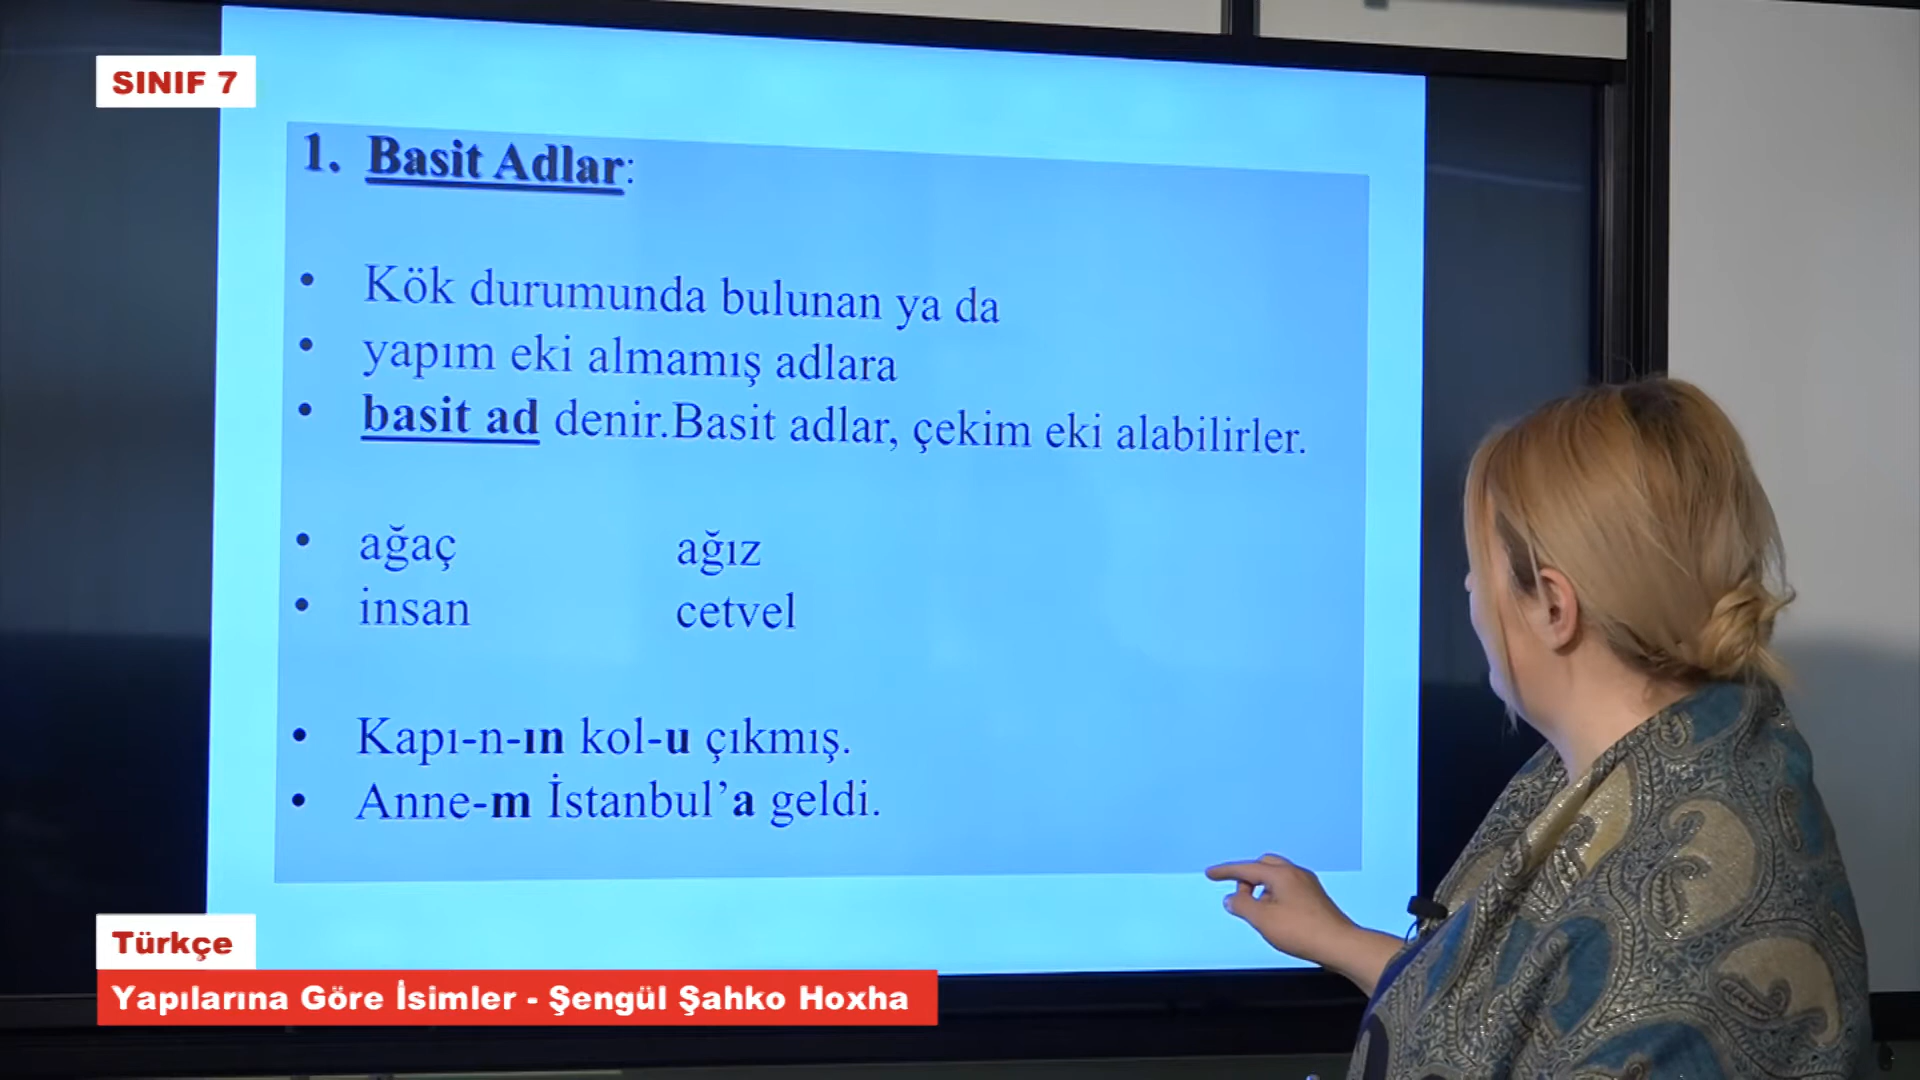 SINIF 7
1. Basit Adlar:
• Kök durumunda bulunan ya da
• yapım eki almamış adlara
• basit ad denir.Basit adlar, çekim eki alabilirler.
• ağaç ağız
• insan cetvel
• Kapı-n-ın kol-u çıkmış.
• Anne-m İstanbul'a geldi.
Türkçe
Yapılarına Göre İsimler - Şengül Şahko Hoxha